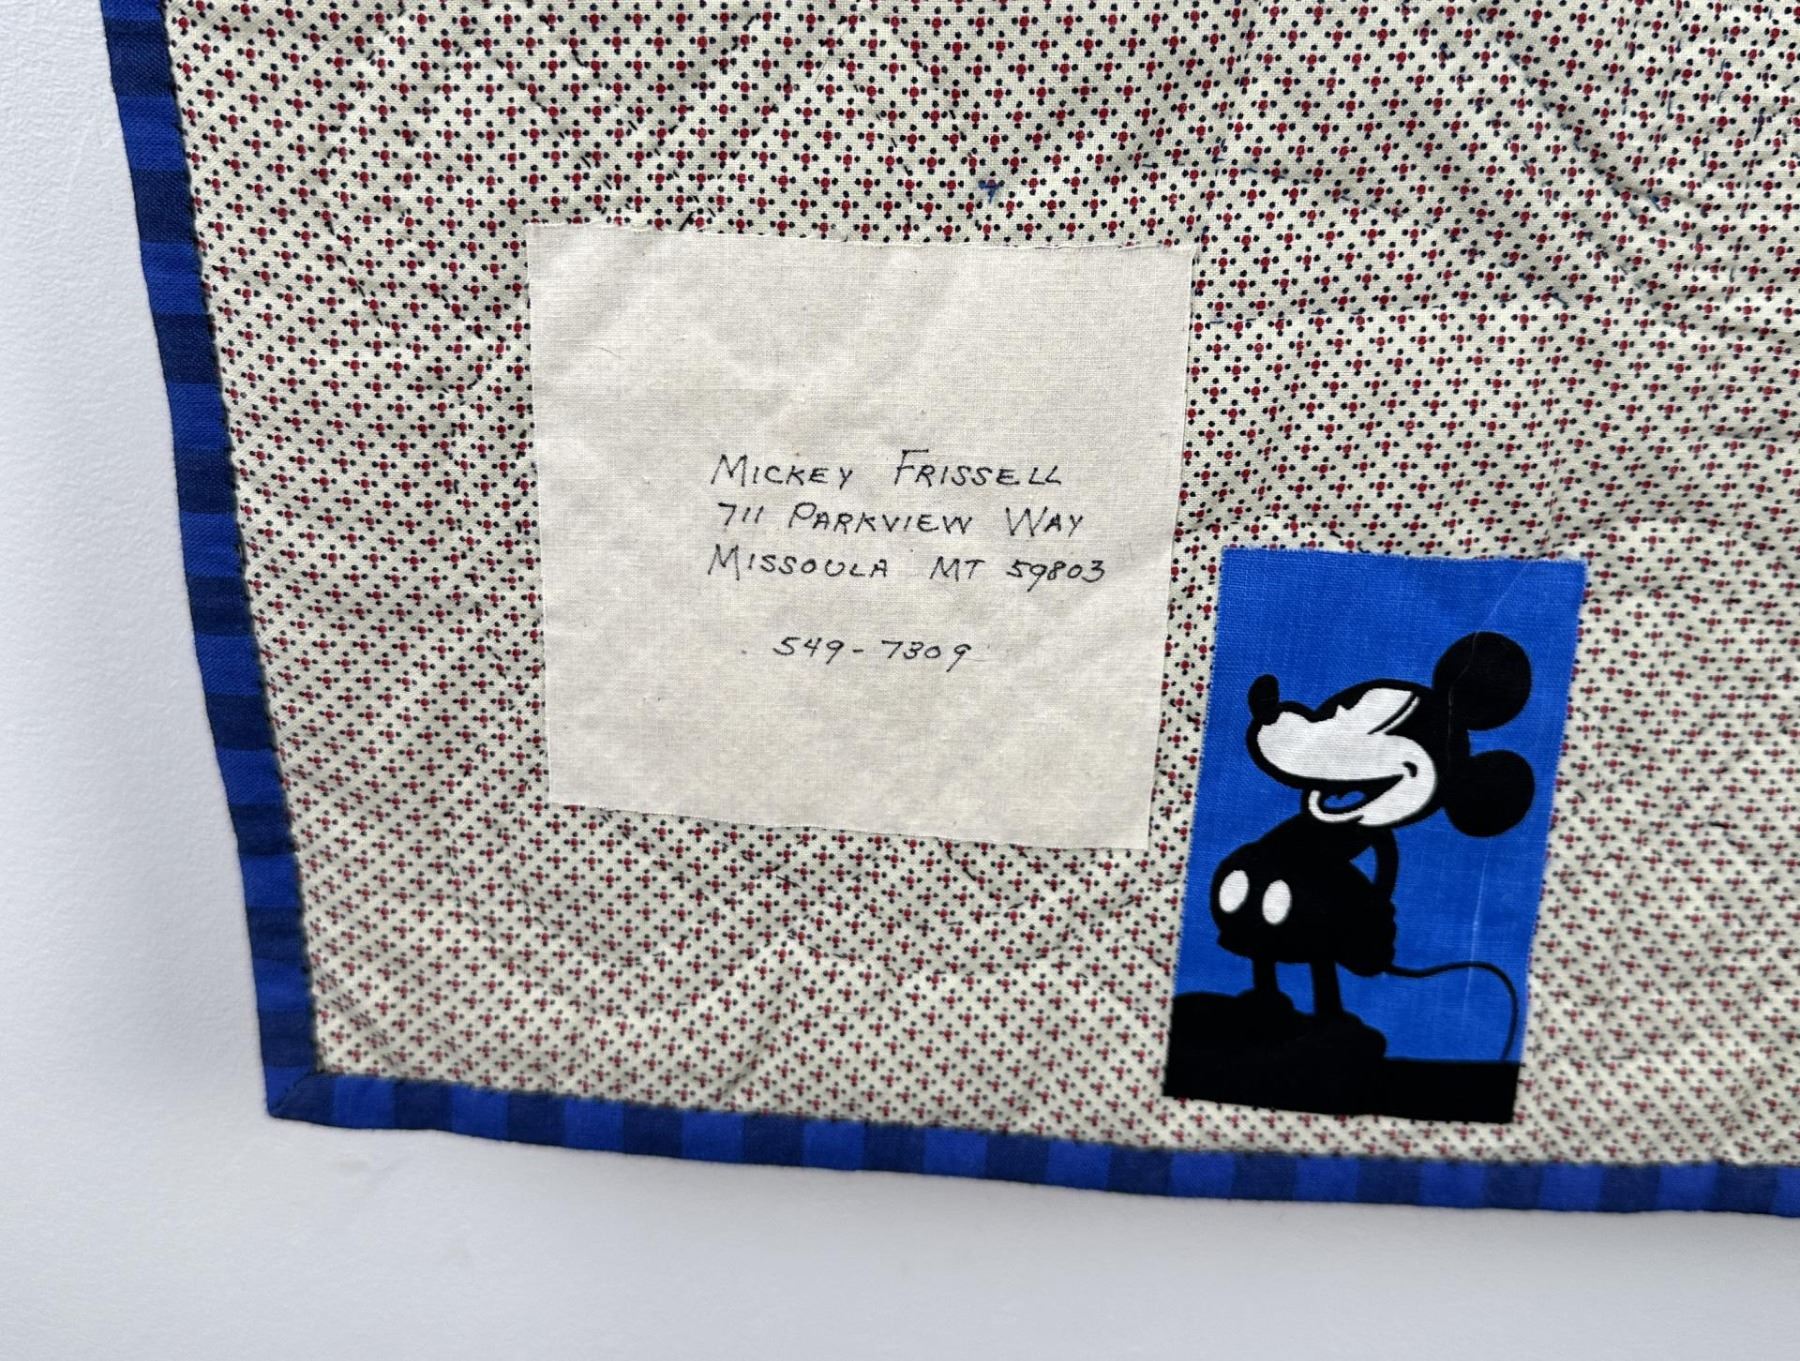 MICKEY FRISSELL
711 PARKVIEW WAY
MISSOULA MT 59803
549-7309